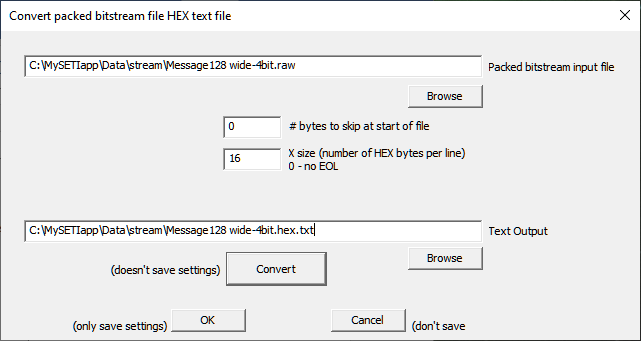 Convert packed bitstream file HEX text file
C:\MySETIapp\Data\stream\Message128 wide-4bit.raw
Packed bitstream input file
Browse
0
# bytes to skip at start of file
16
X size (number of HEX bytes per line)
0 - no EOL
C:\MySETIapp\Data\stream\Message128 wide-4bit.hex.txt
Text Output
Browse
(doesn't save settings)
Convert
(only save settings)
OK
Cancel
(don't save